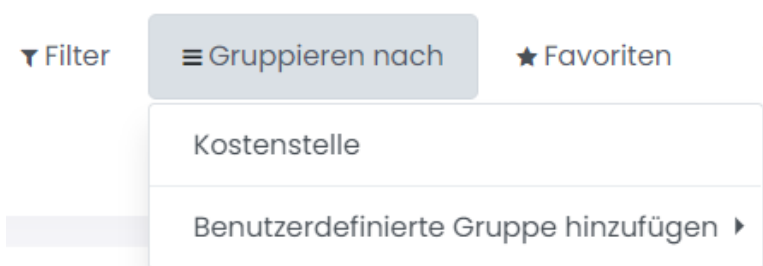 Filter Gruppieren nach Favoriten
Kostenstelle
Benutzerdefinierte Gruppe hinzufügen